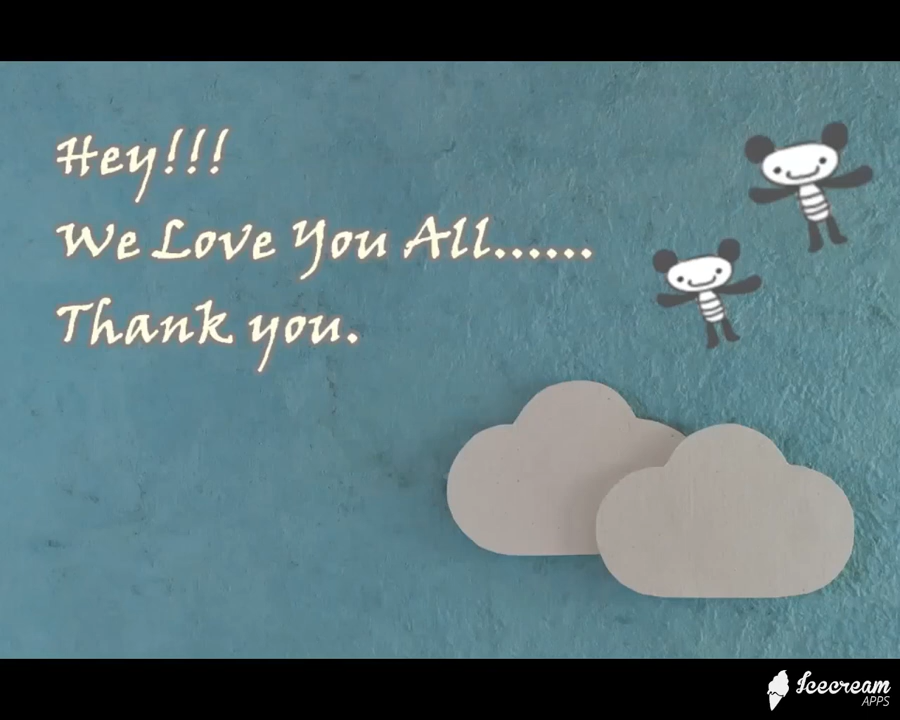 Hey!!!
We Love You All......
Thank you.
Icecream
APPS